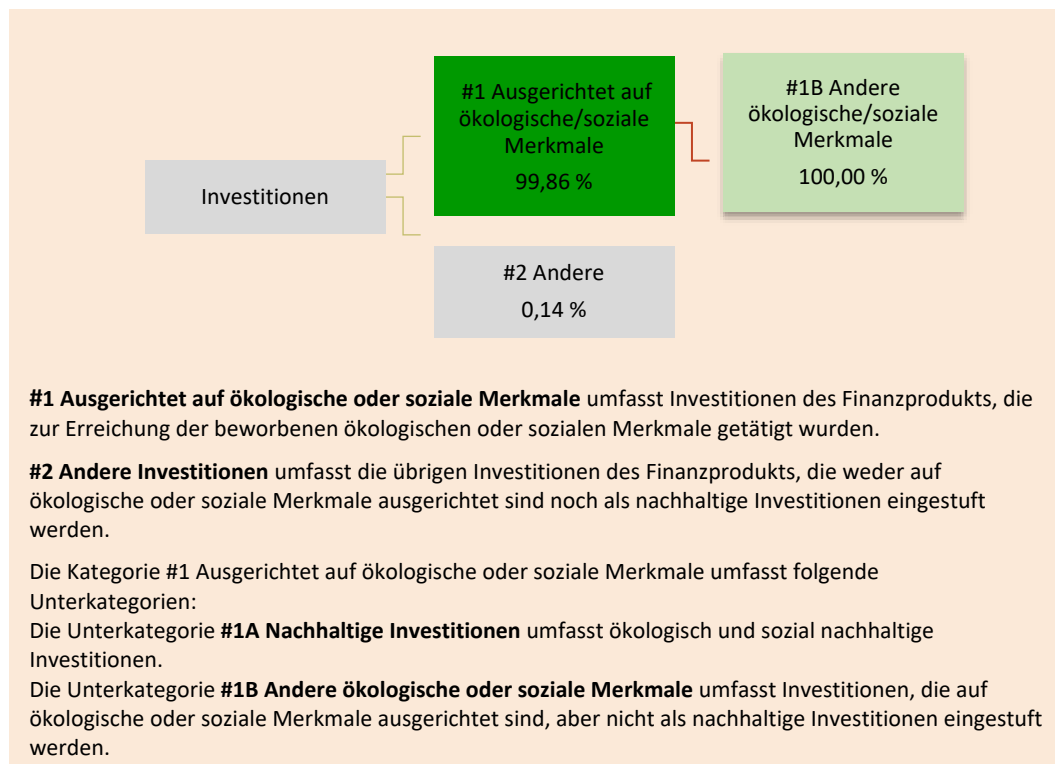 #1 Ausgerichtet auf
ökologische/soziale
Merkmale
99,86 %
#1B Andere
ökologische/soziale
Merkmale
100,00 %
Investitionen
#2 Andere
0,14 %
#1 Ausgerichtet auf ökologische oder soziale Merkmale umfasst Investitionen des Finanzprodukts, die
zur Erreichung der beworbenen ökologischen oder sozialen Merkmale getätigt wurden.
#2 Andere Investitionen umfasst die übrigen Investitionen des Finanzprodukts, die weder auf
ökologische oder soziale Merkmale ausgerichtet sind noch als nachhaltige Investitionen eingestuft
werden.
Die Kategorie #1 Ausgerichtet auf ökologische oder soziale Merkmale umfasst folgende
Unterkategorien:
Die Unterkategorie #1A Nachhaltige Investitionen umfasst ökologisch und sozial nachhaltige
Investitionen.
Die Unterkategorie #1B Andere ökologische oder soziale Merkmale umfasst Investitionen, die auf
ökologische oder soziale Merkmale ausgerichtet sind, aber nicht als nachhaltige Investitionen eingestuft
werden.